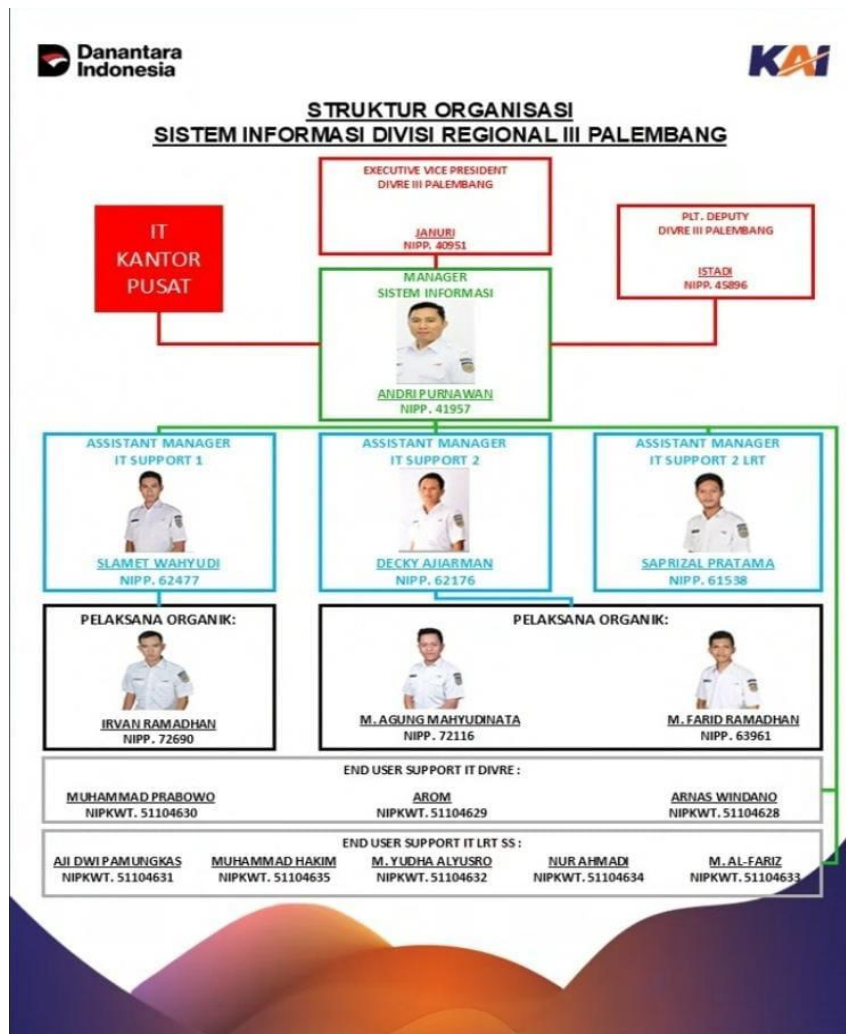 Danantara
Indonesia
KAI
STRUKTUR ORGANISASI
SISTEM INFORMASI DIVISI REGIONAL III PALEMBANG
EXECUTIVE VICE PRESIDENT
DIVRE III PALEMBANG
JANURI
NIPP. 40951
IT
KANTOR
PUSAT
PLT. DEPUTY
DIVRE III PALEMBANG
ISTADI
NIPP. 45896
MANAGER
SISTEM INFORMASI
ANDRI PURNAWAN
NIPP. 41957
ASSISTANT MANAGER
IT SUPPORT 1
SLAMET WAHYUDI
NIPP. 62477
ASSISTANT MANAGER
IT SUPPORT 2
DECKY AJIARMAN
NIPP. 62176
ASSISTANT MANAGER
IT SUPPORT 2 LRT
SAPRIZAL PRATAMA
NIPP. 61538
PELAKSANA ORGANIK:
IRVAN RAMADHAN
NIPP. 72690
PELAKSANA ORGANIK:
M. AGUNG MAHYUDINATA
NIPP. 72116
M. FARID RAMADHAN
NIPP. 63961
END USER SUPPORT IT DIVRE :
MUHAMMAD PRABOWO
NIPKWT. 51104630
AROM
NIPKWT. 51104629
ARNAS WINDANO
NIPKWT. 51104628
END USER SUPPORT IT LRT SS :
AJI DWI PAMUNGKAS
NIPKWT. 51104631
MUHAMMAD HAKIM
NIPKWT. 51104635
M. YUDHA ALYUSRO
NIPKWT. 51104632
NUR AHMADI
NIPKWT. 51104634
M. AL-FARIZ
NIPKWT. 51104633